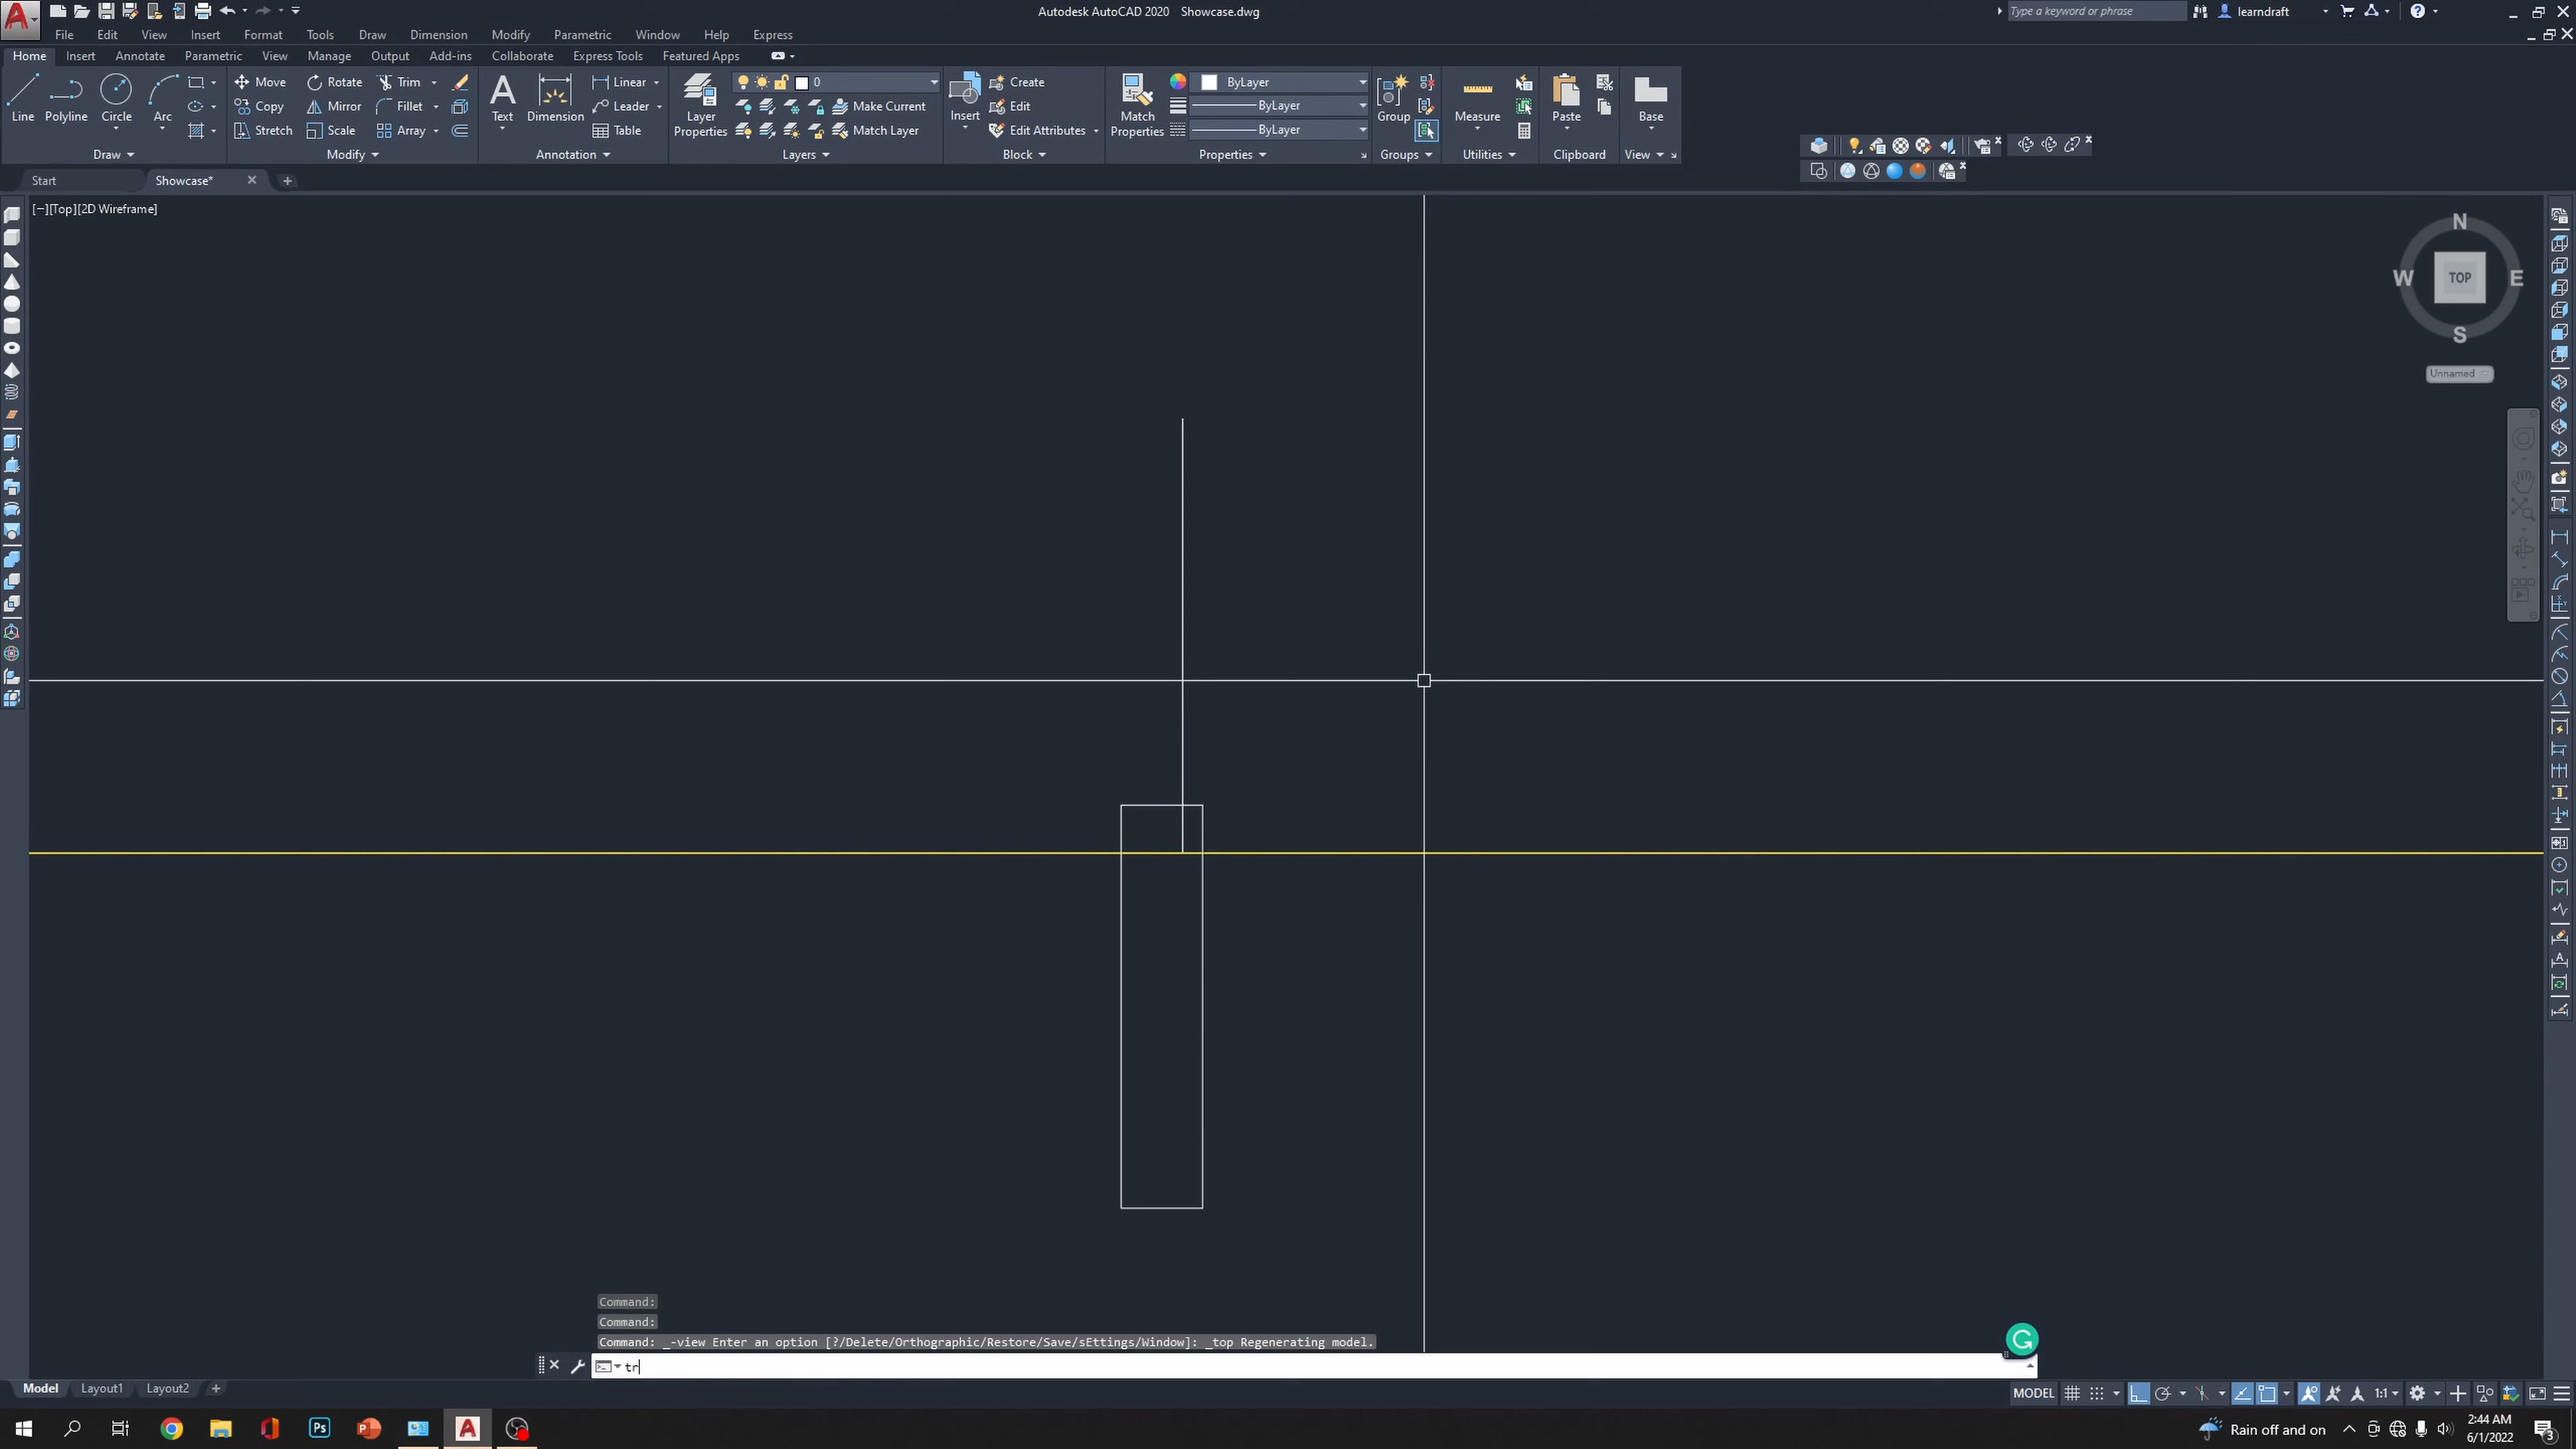 Autodesk AutoCAD 2020 Showcase.dwg
Type a keyword or phrase
learndraft
File Edit View Insert Format Tools Draw Dimension Modify Parametric Window Help Express
Home Insert Annotate Parametric View Manage Output Add-ins Collaborate Express Tools Featured Apps
Line Polyline Circle Arc
Move Rotate Trim
Copy Mirror Fillet
Stretch Scale Array
Text Dimension
Linear
Leader
Table
Layer Properties
0
Make Current
Match Layer
Insert
Create
Edit
Edit Attributes
Match Properties
ByLayer
ByLayer
ByLayer
Group
Measure
Paste
Base
Draw Modify Annotation Layers Block Properties Groups Utilities Clipboard View
Start Showcase*
[−][Top][2D Wireframe]
N
W TOP E
S
Unnamed
Command:
Command:
Command: _-view Enter an option [?/Delete/Orthographic/Restore/Save/sEttings/Window]: _top Regenerating model.
tr
Model Layout1 Layout2
MODEL 1:1
Rain off and on
2:44 AM
6/1/2022
3